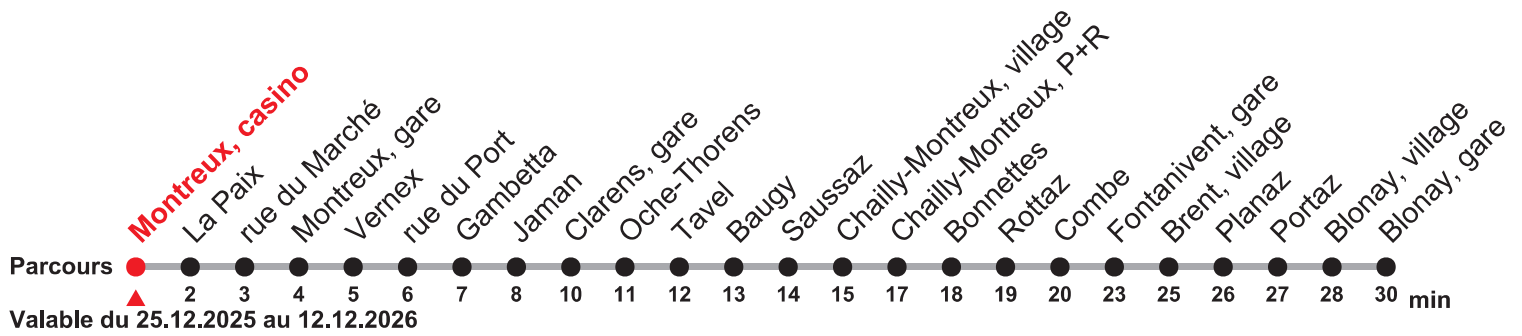 Montreux, casino
La Paix
rue du Marché
Montreux, gare
Vernex
rue du Port
Gambetta
Jaman
Clarens, gare
Oche-Thorens
Tavel
Baugy
Saussaz
Chailly-Montreux, village
Chailly-Montreux, P+R
Bonnettes
Rottaz
Combe
Fontanivent, gare
Brent, village
Planaz
Portaz
Blonay, village
Blonay, gare
Parcours
2 3 4 5 6 7 8 10 11 12 13 14 15 17 18 19 20 23 25 26 27 28 30 min
Valable du 25.12.2025 au 12.12.2026